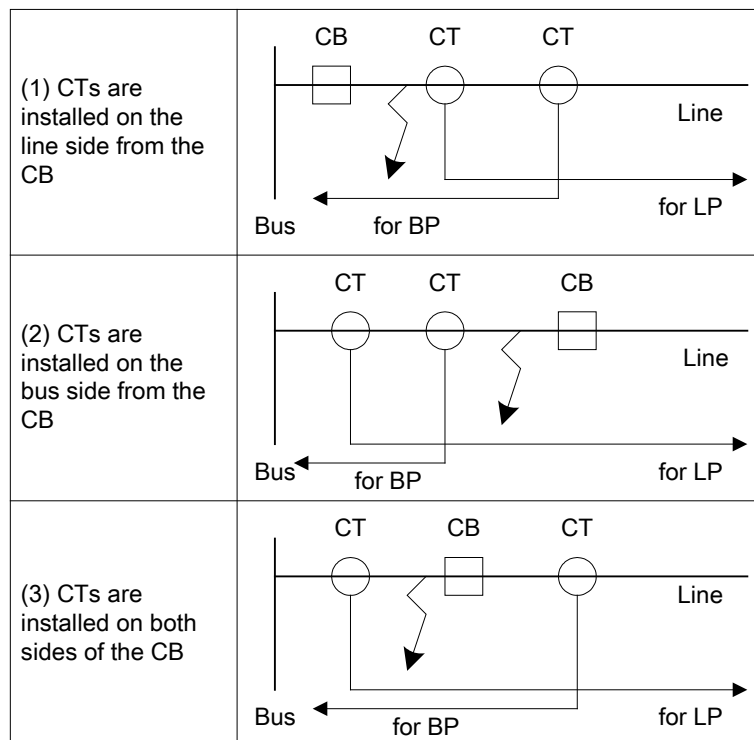 (1) CTs are
installed on the
line side from the
CB
CB CT CT
Line
for LP
for BP
Bus
(2) CTs are
installed on the
bus side from the
CB
CT CT CB
Line
Bus for BP for LP
(3) CTs are
installed on both
sides of the CB
CT CB CT
Line
Bus for BP for LP